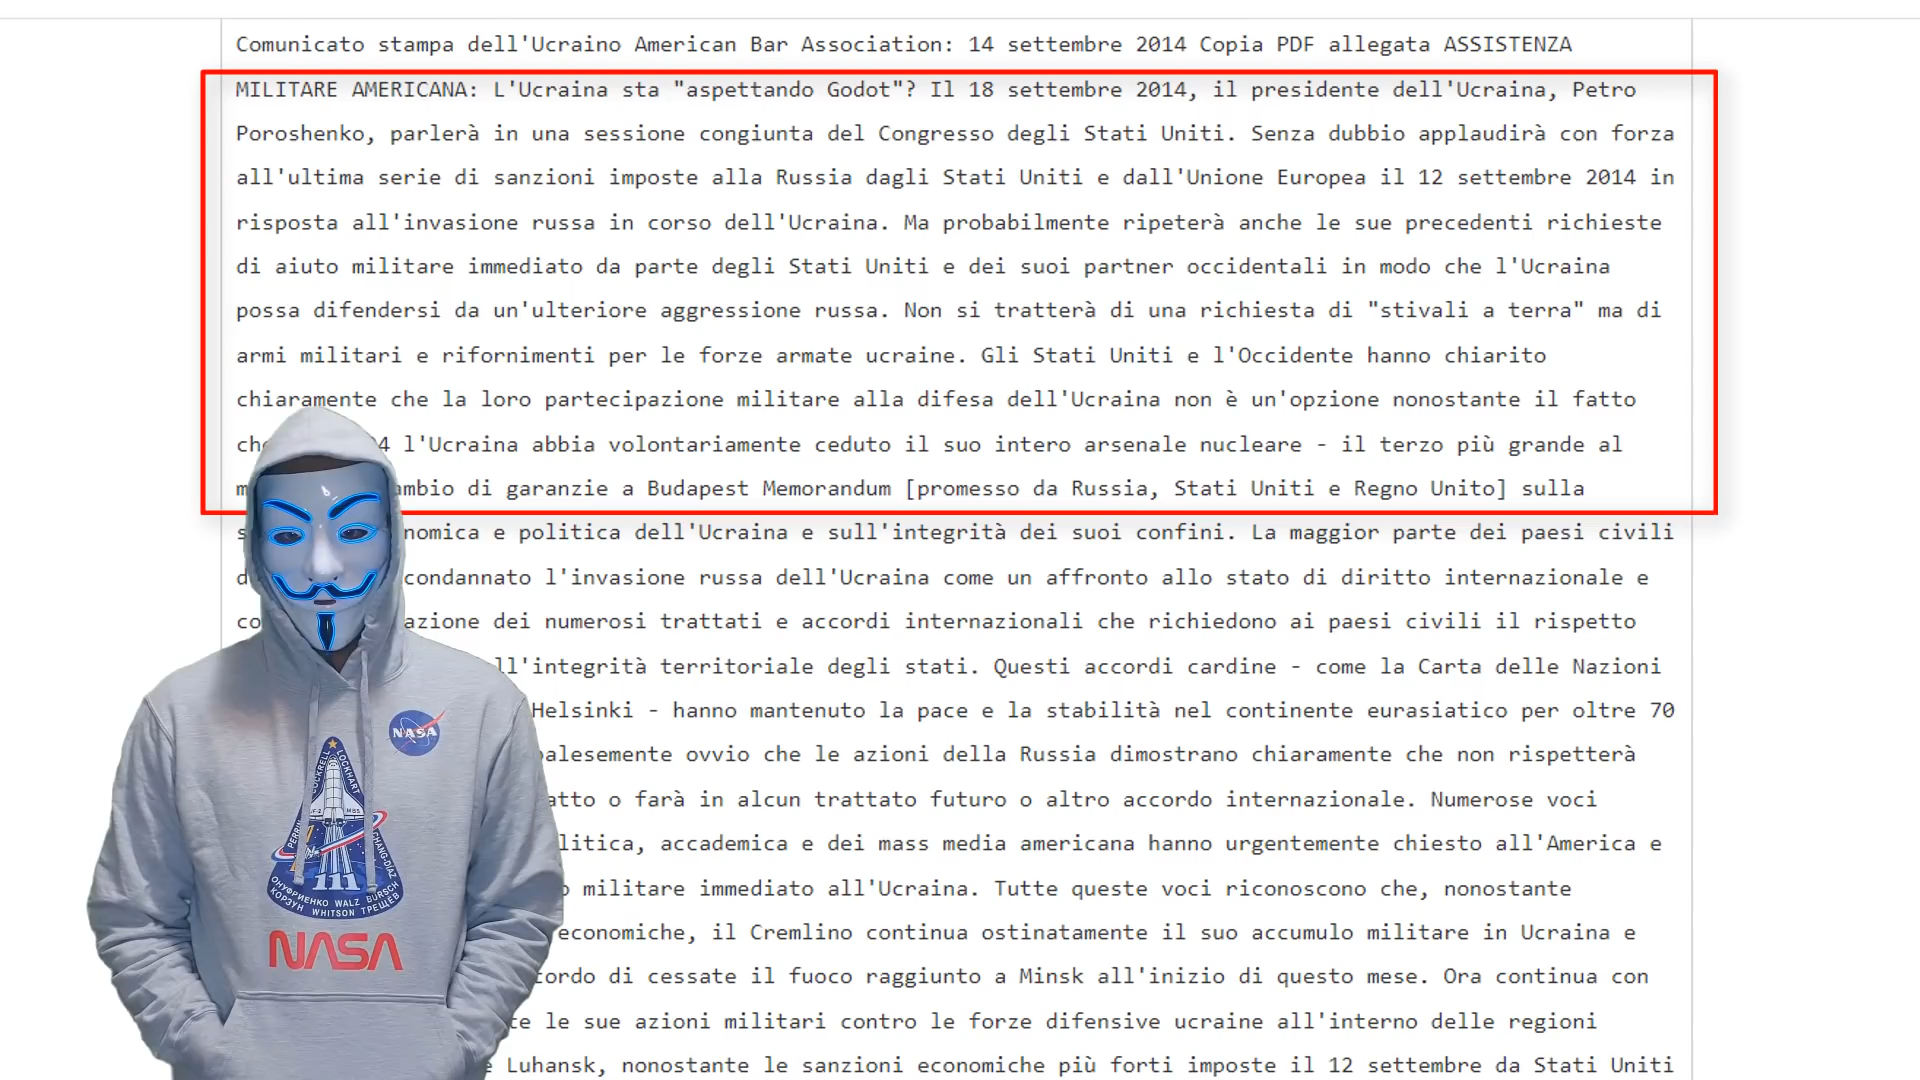 Comunicato stampa dell'Ucraino American Bar Association: 14 settembre 2014 Copia PDF allegata ASSISTENZA
MILITARE AMERICANA: L'Ucraina sta "aspettando Godot"? Il 18 settembre 2014, il presidente dell'Ucraina, Petro
Poroshenko, parlerà in una sessione congiunta del Congresso degli Stati Uniti. Senza dubbio applaudirà con forza
all'ultima serie di sanzioni imposte alla Russia dagli Stati Uniti e dall'Unione Europea il 12 settembre 2014 in
risposta all'invasione russa in corso dell'Ucraina. Ma probabilmente ripeterà anche le sue precedenti richieste
di aiuto militare immediato da parte degli Stati Uniti e dei suoi partner occidentali in modo che l'Ucraina
possa difendersi da un'ulteriore aggressione russa. Non si tratterà di una richiesta di "stivali a terra" ma di
armi militari e rifornimenti per le forze armate ucraine. Gli Stati Uniti e l'Occidente hanno chiarito
chiaramente che la loro partecipazione militare alla difesa dell'Ucraina non è un'opzione nonostante il fatto
4 l'Ucraina abbia volontariamente ceduto il suo intero arsenale nucleare - il terzo più grande al
ambio di garanzie a Budapest Memorandum [promesso da Russia, Stati Uniti e Regno Unito] sulla
nomica e politica dell'Ucraina e sull'integrità dei suoi confini. La maggior parte dei paesi civili
condannato l'invasione russa dell'Ucraina come un affronto allo stato di diritto internazionale e
azione dei numerosi trattati e accordi internazionali che richiedono ai paesi civili il rispetto
ll'integrità territoriale degli stati. Questi accordi cardine - come la Carta delle Nazioni
Helsinki - hanno mantenuto la pace e la stabilità nel continente eurasiatico per oltre 70
palesemente ovvio che le azioni della Russia dimostrano chiaramente che non rispetterà
atto o farà in alcun trattato futuro o altro accordo internazionale. Numerose voci
litica, accademica e dei mass media americana hanno urgentemente chiesto all'America e
o militare immediato all'Ucraina. Tutte queste voci riconoscono che, nonostante
economiche, il Cremlino continua ostinatamente il suo accumulo militare in Ucraina e
cordo di cessate il fuoco raggiunto a Minsk all'inizio di questo mese. Ora continua con
te le sue azioni militari contro le forze difensive ucraine all'interno delle regioni
e Luhansk, nonostante le sanzioni economiche più forti imposte il 12 settembre da Stati Uniti
NASA
COCKRELL LOCKHART
PERRIN CHANG-DÍAZ
111
ОНУФРИЕНКО WALZ BURSCH
КОРЗУН WHITSON ТРЕЩЁВ
NASA